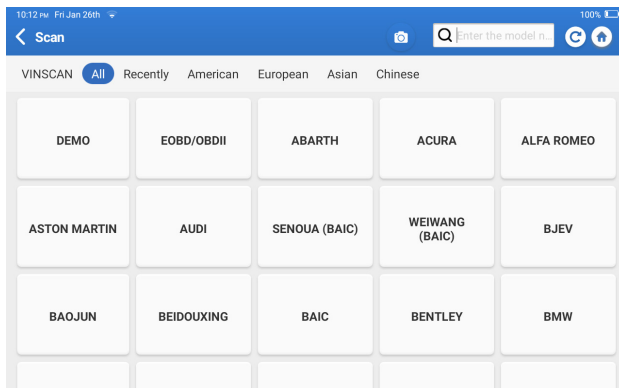 10:12 PM Fri Jan 26th
100%
Scan
Enter the model n...
VINSCAN All Recently American European Asian Chinese
DEMO
EOBD/OBDII
ABARTH
ACURA
ALFA ROMEO
ASTON MARTIN
AUDI
SENOUA (BAIC)
WEIWANG
(BAIC)
BJEV
BAOJUN
BEIDOUXING
BAIC
BENTLEY
BMW